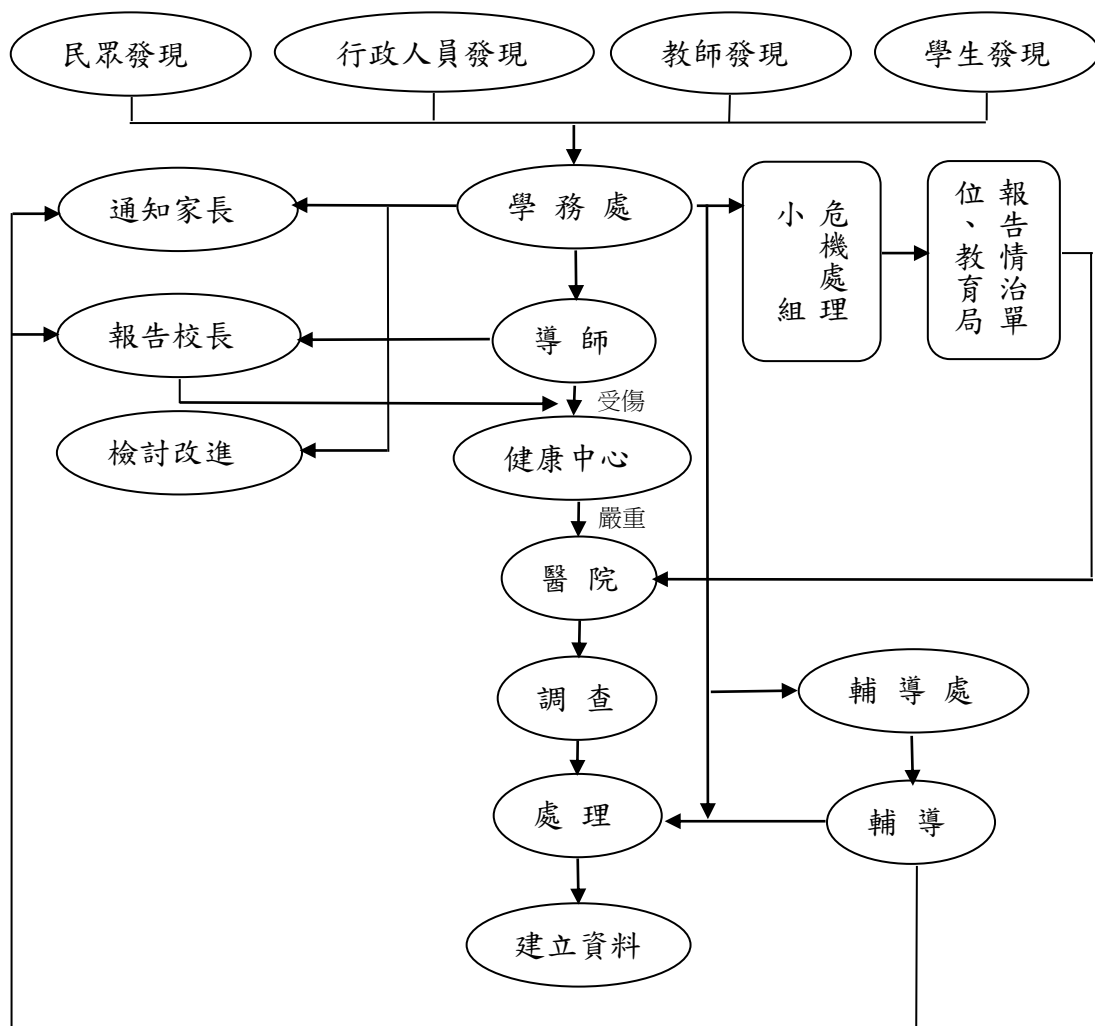 民眾發現
行政人員發現
教師發現
學生發現
通知家長
學務處
危機處理
小組
報告情治單
位、教育局
報告校長
導師
受傷
檢討改進
健康中心
嚴重
醫院
調查
輔導處
處理
輔導
建立資料